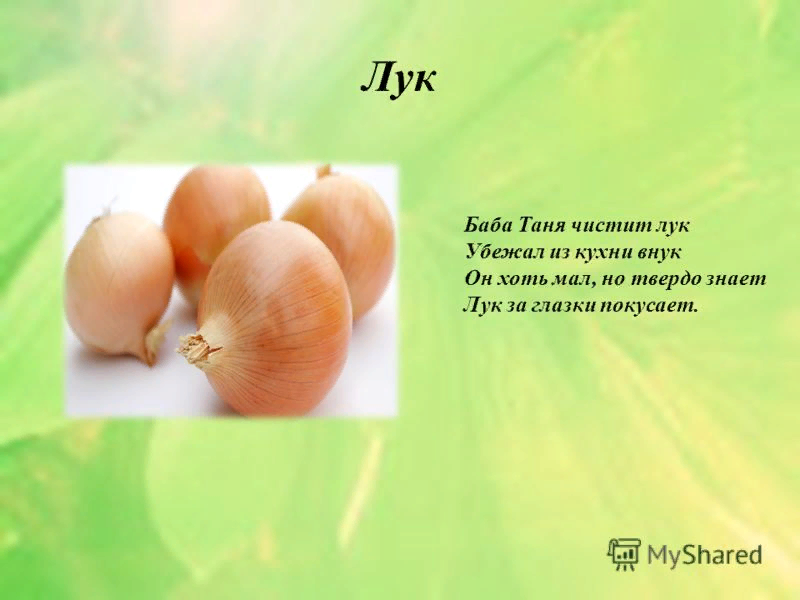 Лук
Баба Таня чистит лук
Убежал из кухни внук
Он хоть мал, но твердо знает
Лук за глазки покусает.
MyShared